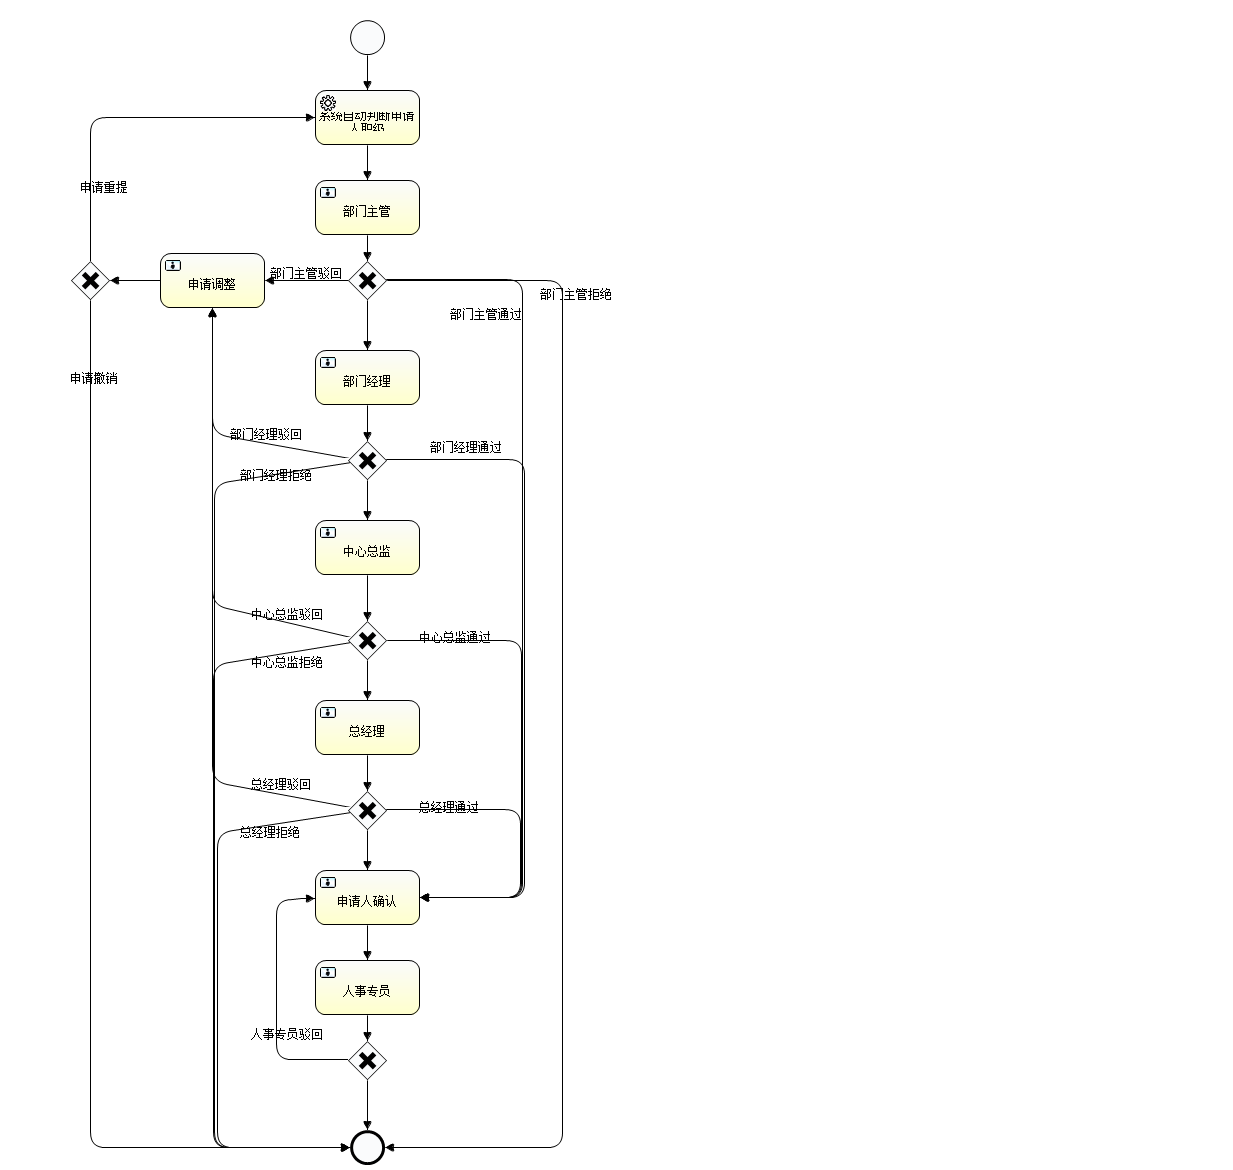 系统自动判断申请
人职级
申请重提
部门主管
部门主管驳回
申请调整
部门主管拒绝
部门主管通过
申请撤销
部门经理
部门经理驳回
部门经理通过
部门经理拒绝
中心总监
中心总监驳回
中心总监通过
中心总监拒绝
总经理
总经理驳回
总经理通过
总经理拒绝
申请人确认
人事专员
人事专员驳回